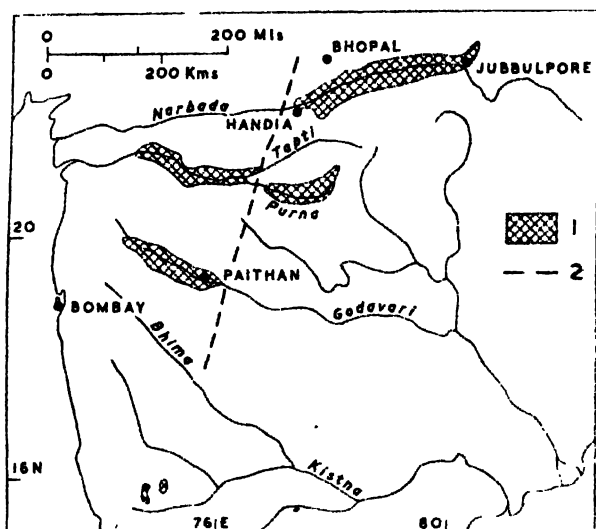 0 200 Mls
0 200 Kms
BHOPAL
JUBBULPORE
Narbada
HANDIA
Tapti
Purna
1
20
2
PAITHAN
BOMBAY
Godavari
Bhima
16N
Kistna
76|E 80|